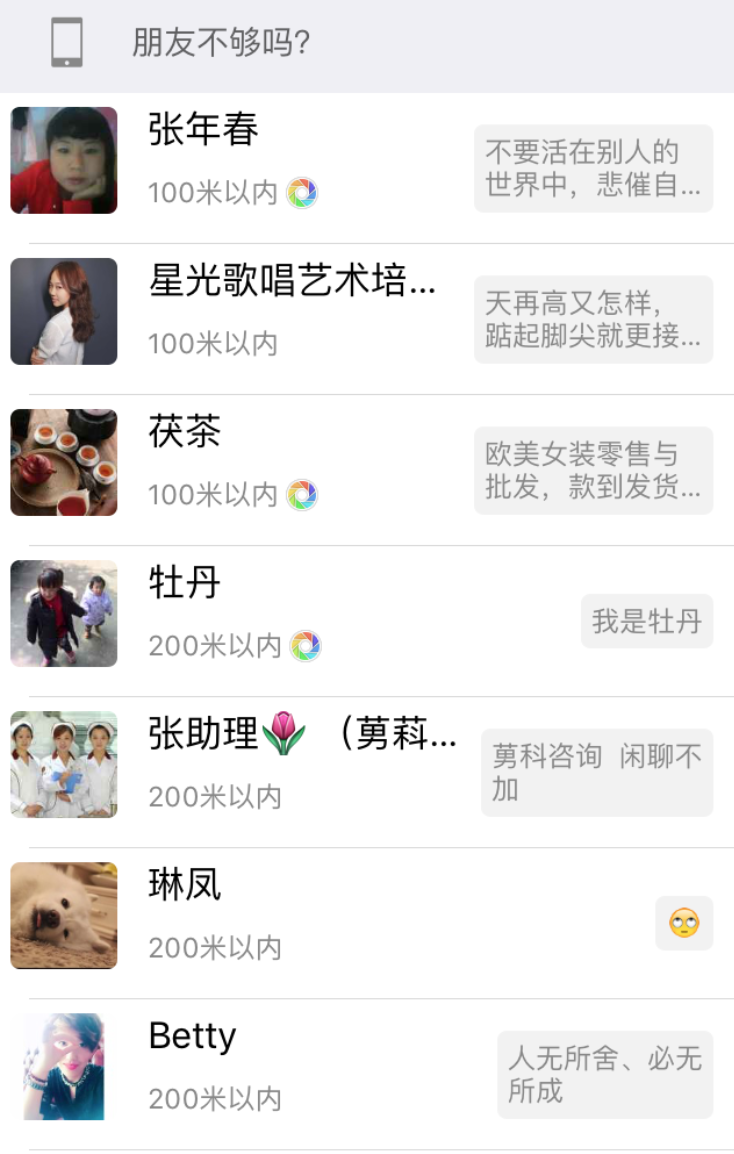 朋友不够吗?
张年春
100米以内
不要活在别人的
世界中，悲催自...
星光歌唱艺术培...
100米以内
天再高又怎样，
踮起脚尖就更接...
茯茶
100米以内
欧美女装零售与
批发，款到发货...
牡丹
200米以内
我是牡丹
张助理🌷（莮萪...
200米以内
莮科咨询 闲聊不
加
琳凤
200米以内
🙄
Betty
200米以内
人无所舍、必无
所成